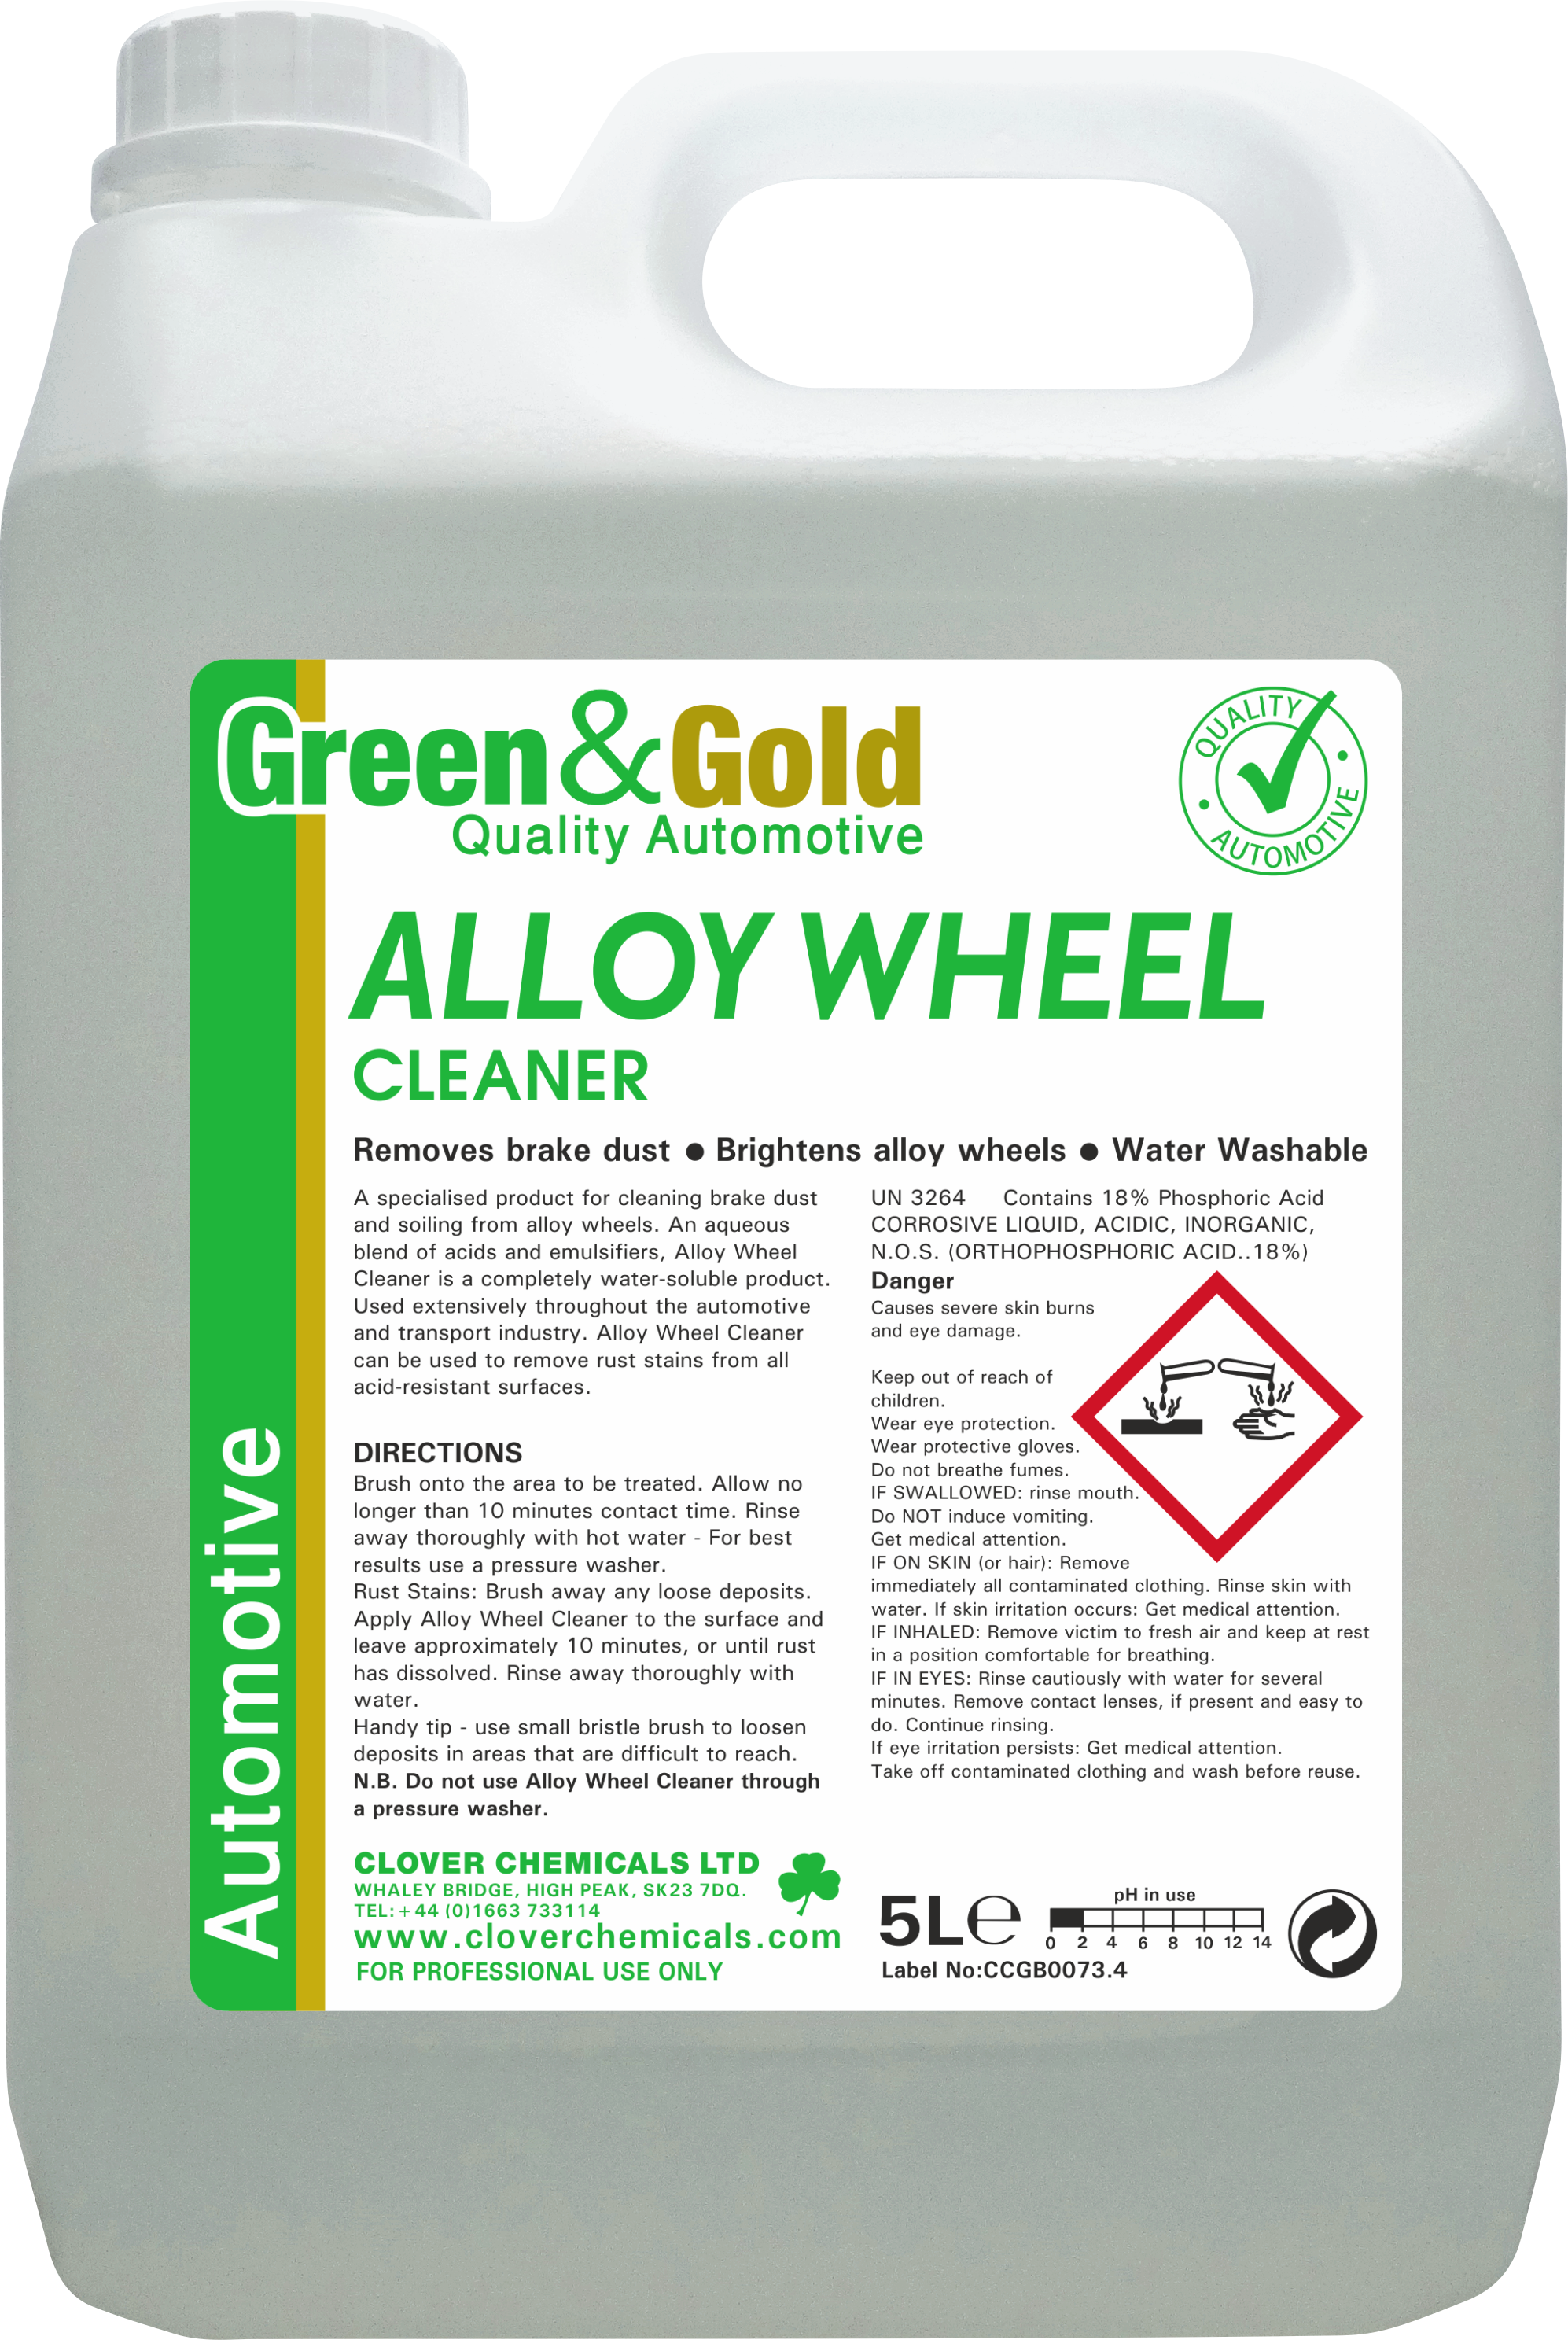 Green&Gold
Quality Automotive
QUALITY
AUTOMOTIVE
ALLOY WHEEL
CLEANER
Removes brake dust ● Brightens alloy wheels ● Water Washable
A specialised product for cleaning brake dust
and soiling from alloy wheels. An aqueous
blend of acids and emulsifiers, Alloy Wheel
Cleaner is a completely water-soluble product.
Used extensively throughout the automotive
and transport industry. Alloy Wheel Cleaner
can be used to remove rust stains from all
acid-resistant surfaces.
DIRECTIONS
Brush onto the area to be treated. Allow no
longer than 10 minutes contact time. Rinse
away thoroughly with hot water - For best
results use a pressure washer.
Rust Stains: Brush away any loose deposits.
Apply Alloy Wheel Cleaner to the surface and
leave approximately 10 minutes, or until rust
has dissolved. Rinse away thoroughly with
water.
Handy tip - use small bristle brush to loosen
deposits in areas that are difficult to reach.
N.B. Do not use Alloy Wheel Cleaner through
a pressure washer.
UN 3264 Contains 18% Phosphoric Acid
CORROSIVE LIQUID, ACIDIC, INORGANIC,
N.O.S. (ORTHOPHOSPHORIC ACID..18%)
Danger
Causes severe skin burns
and eye damage.
Keep out of reach of
children.
Wear eye protection.
Wear protective gloves.
Do not breathe fumes.
IF SWALLOWED: rinse mouth.
Do NOT induce vomiting.
Get medical attention.
IF ON SKIN (or hair): Remove
immediately all contaminated clothing. Rinse skin with
water. If skin irritation occurs: Get medical attention.
IF INHALED: Remove victim to fresh air and keep at rest
in a position comfortable for breathing.
IF IN EYES: Rinse cautiously with water for several
minutes. Remove contact lenses, if present and easy to
do. Continue rinsing.
If eye irritation persists: Get medical attention.
Take off contaminated clothing and wash before reuse.
Automotive
CLOVER CHEMICALS LTD
WHALEY BRIDGE, HIGH PEAK, SK23 7DQ.
TEL:+44 (0)1663 733114
www.cloverchemicals.com
FOR PROFESSIONAL USE ONLY
5L℮
pH in use
0 2 4 6 8 10 12 14
Label No:CCGB0073.4